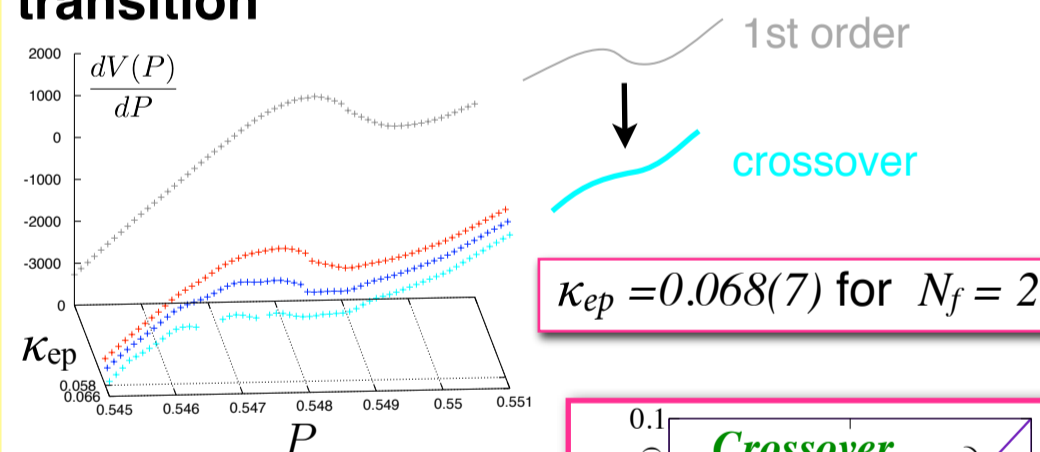 transition
1st order
crossover
dV(P)
dP
2000
1000
0
-1000
-2000
-3000
0
κep
0.058
0.066
0.545 0.546 0.547 0.548 0.549 0.55 0.551
P
κep =0.068(7) for Nf = 2
0.1
Crossover